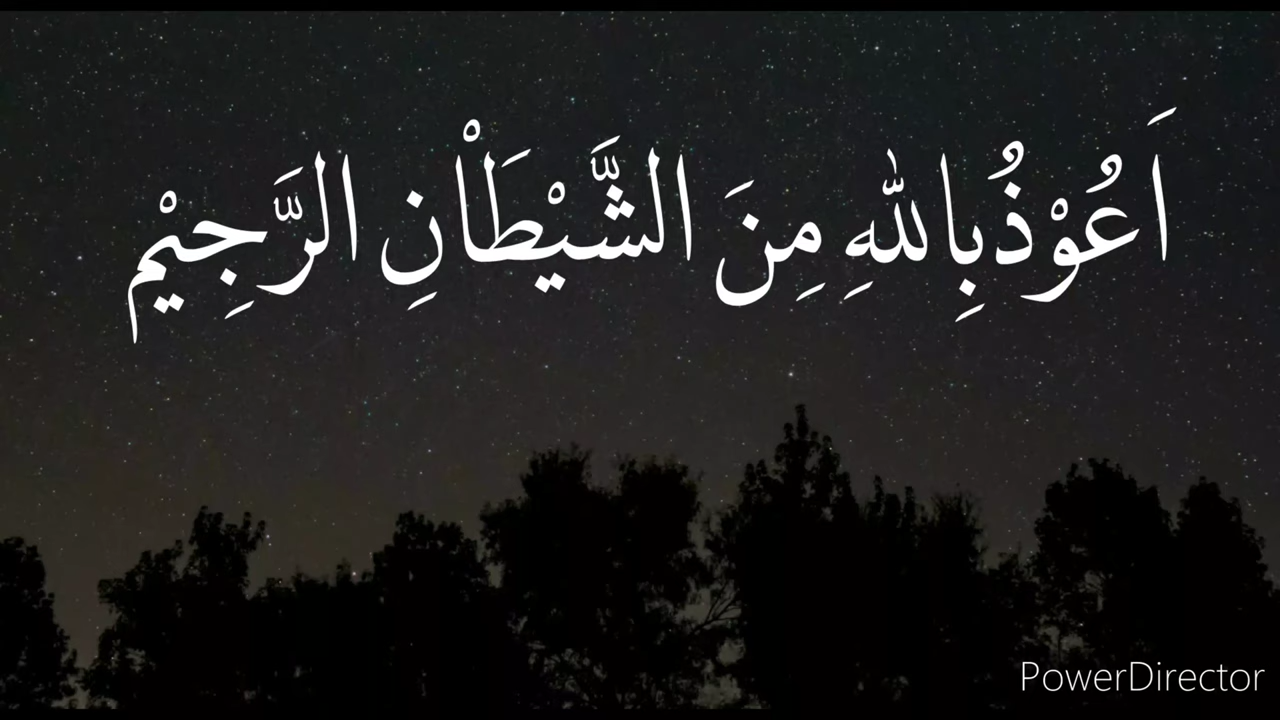 اَعُوْذُبِاللّٰهِ مِنَ الشَّيْطَاْنِ الرَّجِيْم
PowerDirector